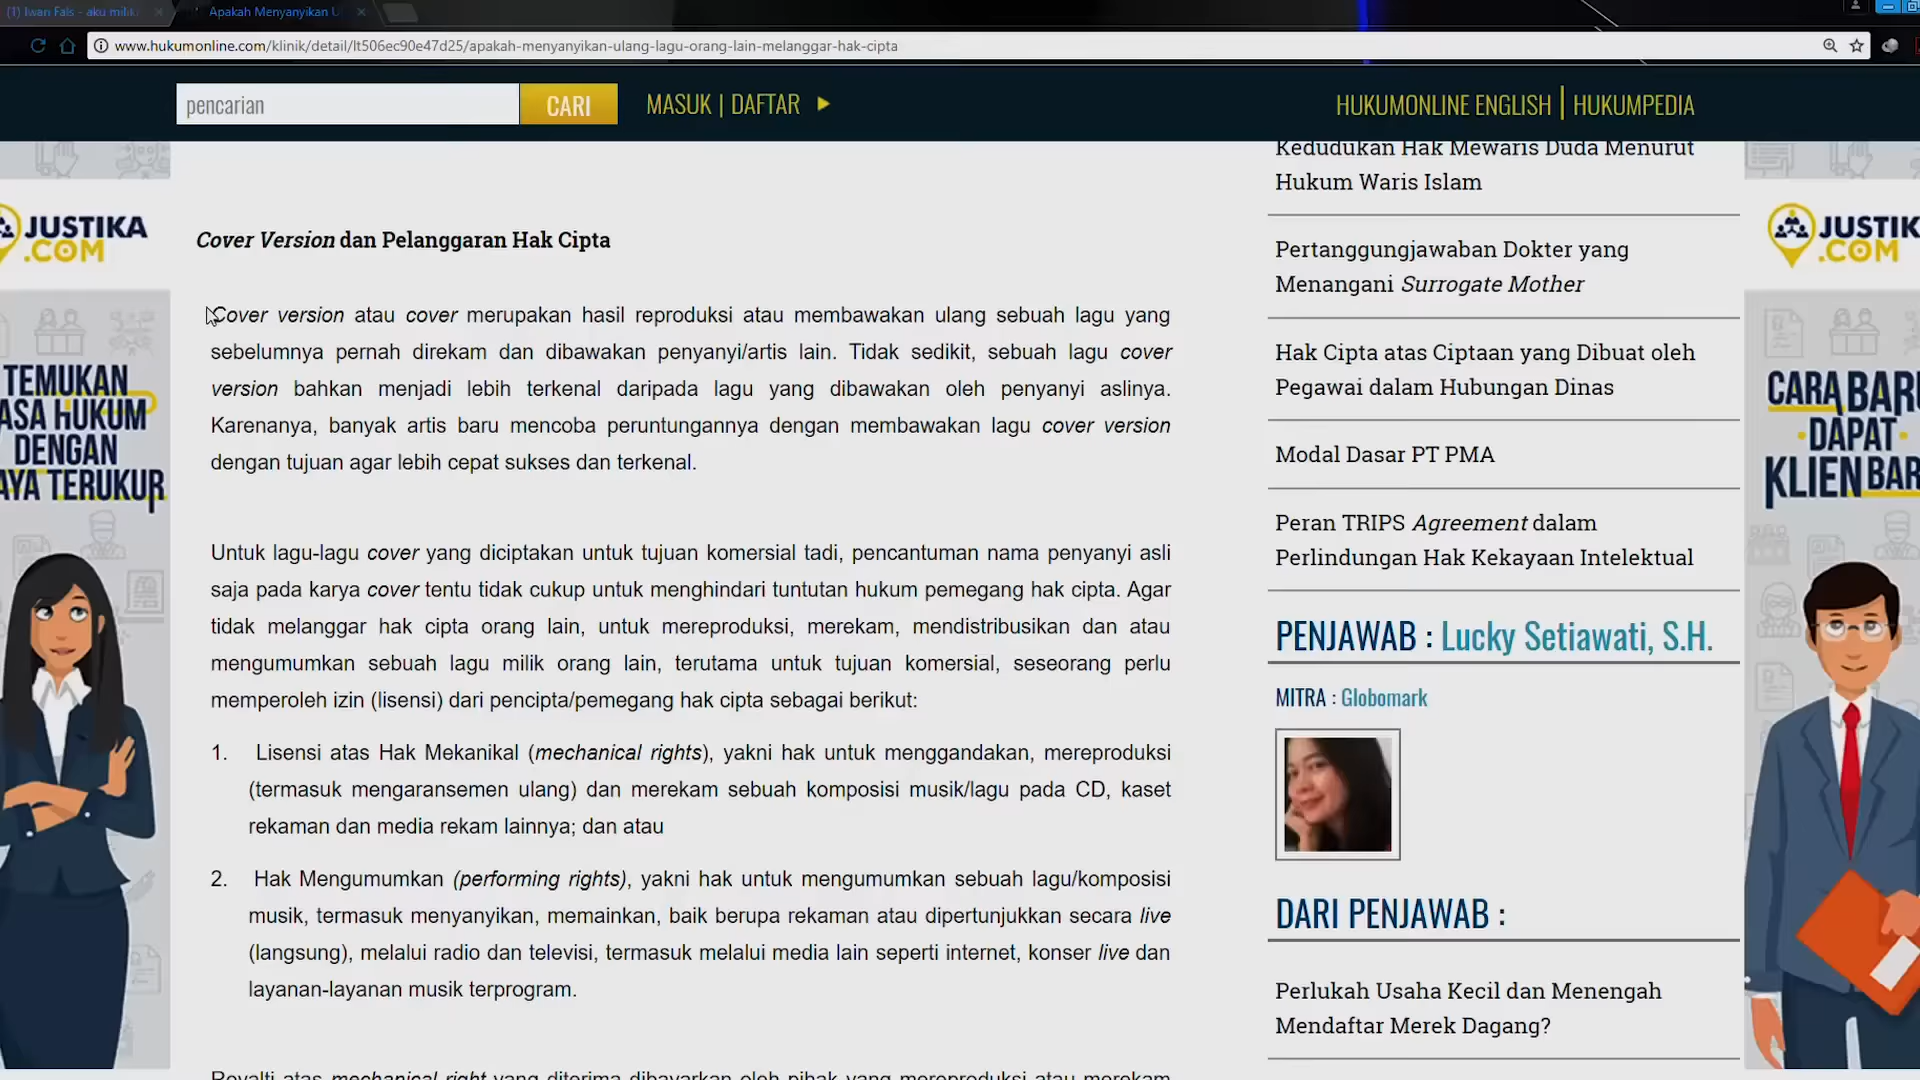 (1) Iwan Fals - aku milik
Apakah Menyanyikan U
www.hukumonline.com/klinik/detail/lt506ec90e47d25/apakah-menyanyikan-ulang-lagu-orang-lain-melanggar-hak-cipta
pencarian
CARI
MASUK | DAFTAR
HUKUMONLINE ENGLISH | HUKUMPEDIA
JUSTIKA
.COM
TEMUKAN
ASA HUKUM
DENGAN
AYA TERUKUR
Cover Version dan Pelanggaran Hak Cipta
Cover version atau cover merupakan hasil reproduksi atau membawakan ulang sebuah lagu yang
sebelumnya pernah direkam dan dibawakan penyanyi/artis lain. Tidak sedikit, sebuah lagu cover
version bahkan menjadi lebih terkenal daripada lagu yang dibawakan oleh penyanyi aslinya.
Karenanya, banyak artis baru mencoba peruntungannya dengan membawakan lagu cover version
dengan tujuan agar lebih cepat sukses dan terkenal.
Untuk lagu-lagu cover yang diciptakan untuk tujuan komersial tadi, pencantuman nama penyanyi asli
saja pada karya cover tentu tidak cukup untuk menghindari tuntutan hukum pemegang hak cipta. Agar
tidak melanggar hak cipta orang lain, untuk mereproduksi, merekam, mendistribusikan dan atau
mengumumkan sebuah lagu milik orang lain, terutama untuk tujuan komersial, seseorang perlu
memperoleh izin (lisensi) dari pencipta/pemegang hak cipta sebagai berikut:
1. Lisensi atas Hak Mekanikal (mechanical rights), yakni hak untuk menggandakan, mereproduksi
(termasuk mengaransemen ulang) dan merekam sebuah komposisi musik/lagu pada CD, kaset
rekaman dan media rekam lainnya; dan atau
2. Hak Mengumumkan (performing rights), yakni hak untuk mengumumkan sebuah lagu/komposisi
musik, termasuk menyanyikan, memainkan, baik berupa rekaman atau dipertunjukkan secara live
(langsung), melalui radio dan televisi, termasuk melalui media lain seperti internet, konser live dan
layanan-layanan musik terprogram.
Royalti atas mechanical right yang diterima dibayarkan oleh pihak yang mereproduksi atau merekam
Kedudukan Hak Mewaris Duda Menurut
Hukum Waris Islam
Pertanggungjawaban Dokter yang
Menangani Surrogate Mother
Hak Cipta atas Ciptaan yang Dibuat oleh
Pegawai dalam Hubungan Dinas
Modal Dasar PT PMA
Peran TRIPS Agreement dalam
Perlindungan Hak Kekayaan Intelektual
PENJAWAB : Lucky Setiawati, S.H.
MITRA : Globomark
DARI PENJAWAB :
Perlukah Usaha Kecil dan Menengah
Mendaftar Merek Dagang?
JUSTIKA
.COM
CARA BARU
DAPAT
KLIEN BAR